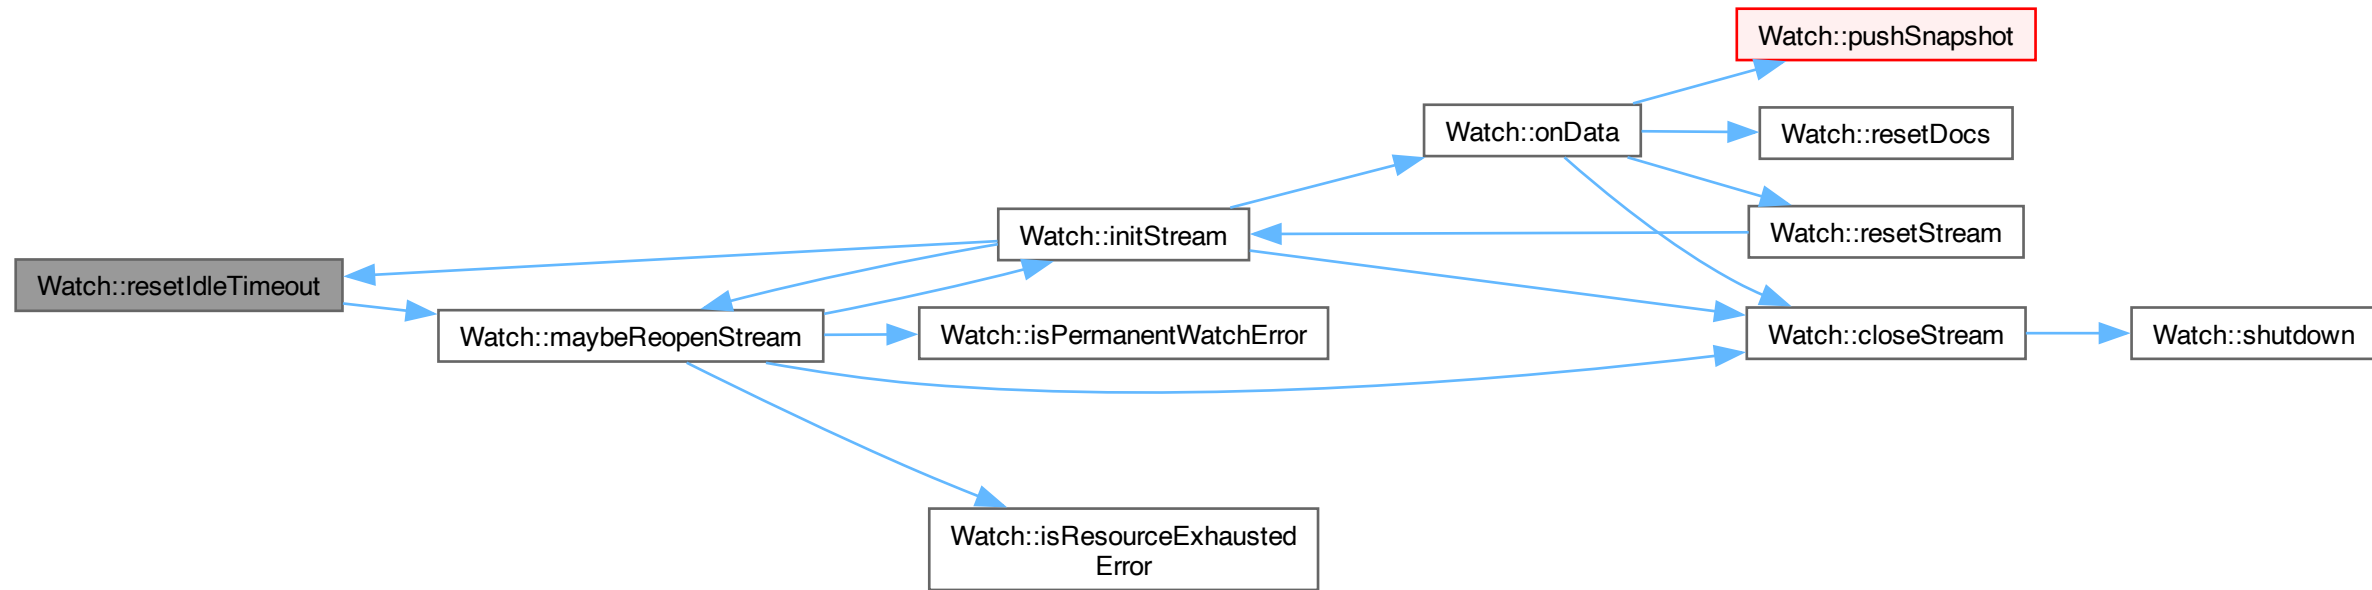 Watch::pushSnapshot
Watch::onData
Watch::resetDocs
Watch::initStream
Watch::resetStream
Watch::resetIdleTimeout
Watch::maybeReopenStream
Watch::isPermanentWatchError
Watch::closeStream
Watch::shutdown
Watch::isResourceExhausted
Error